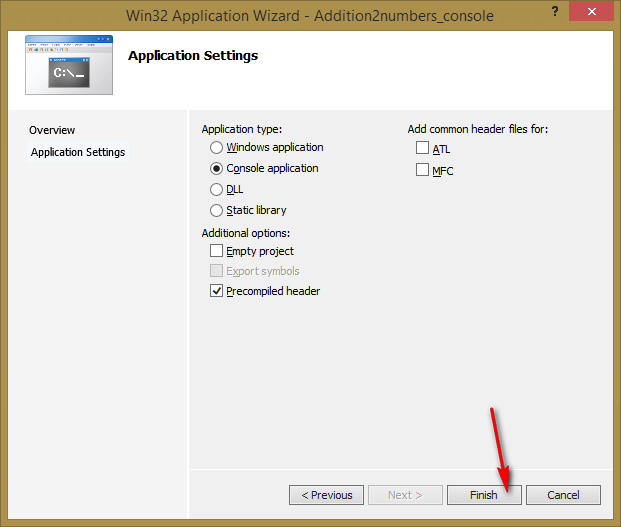 Win32 Application Wizard - Addition2numbers_console
?
C:\_
Application Settings
Overview
Application Settings
Application type:
Windows application
Console application
DLL
Static library
Additional options:
Empty project
Export symbols
Precompiled header
Add common header files for:
ATL
MFC
< Previous
Next >
Finish
Cancel